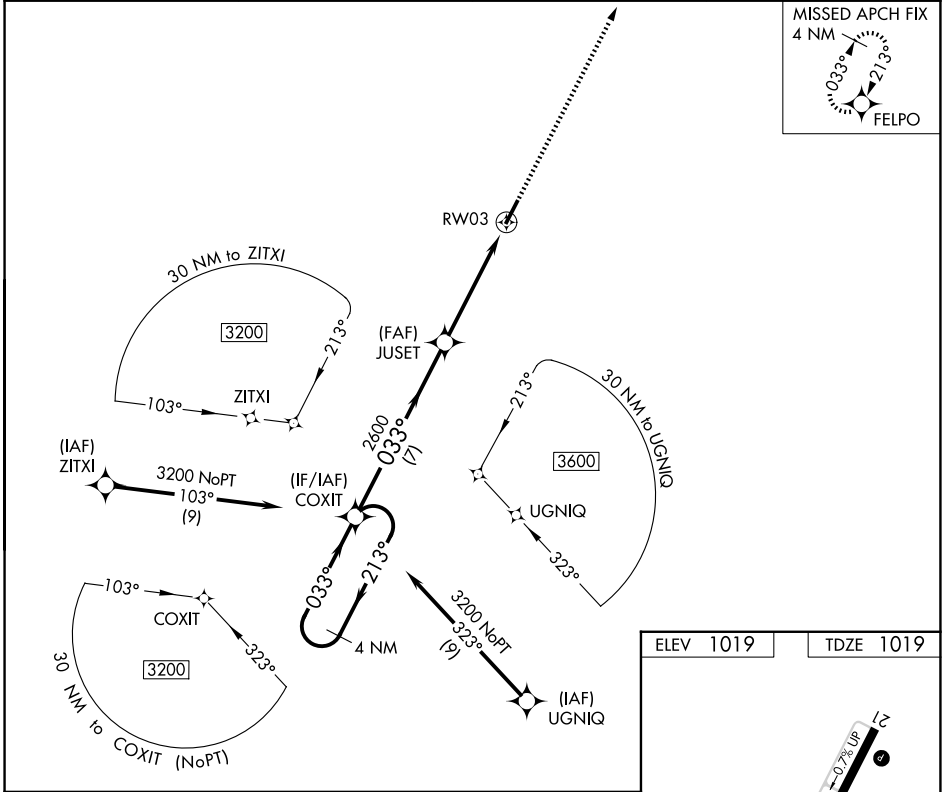 MISSED APCH FIX
4 NM
033°
213°
FELPO
RW03
30 NM to ZITXI
3200
213°
ZITXI
103°
(FAF)
JUSET
2600
033°
(7)
213°
30 NM to UGNIQ
3600
UGNIQ
323°
(IAF)
ZITXI
3200 NoPT
103°
(9)
(IF/IAF)
COXIT
033°
213°
4 NM
103°
COXIT
323°
3200
30 NM to COXIT (NoPT)
3200 NoPT
323°
(9)
(IAF)
UGNIQ
ELEV 1019
TDZE 1019
21
0.7% UP
P